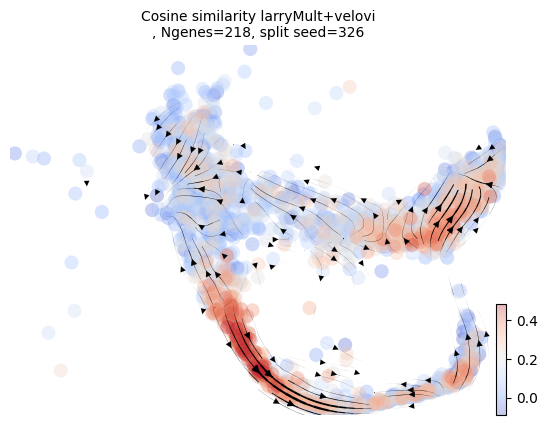 Cosine similarity larryMult+velovi
, Ngenes=218, split seed=326
0.4
0.2
0.0